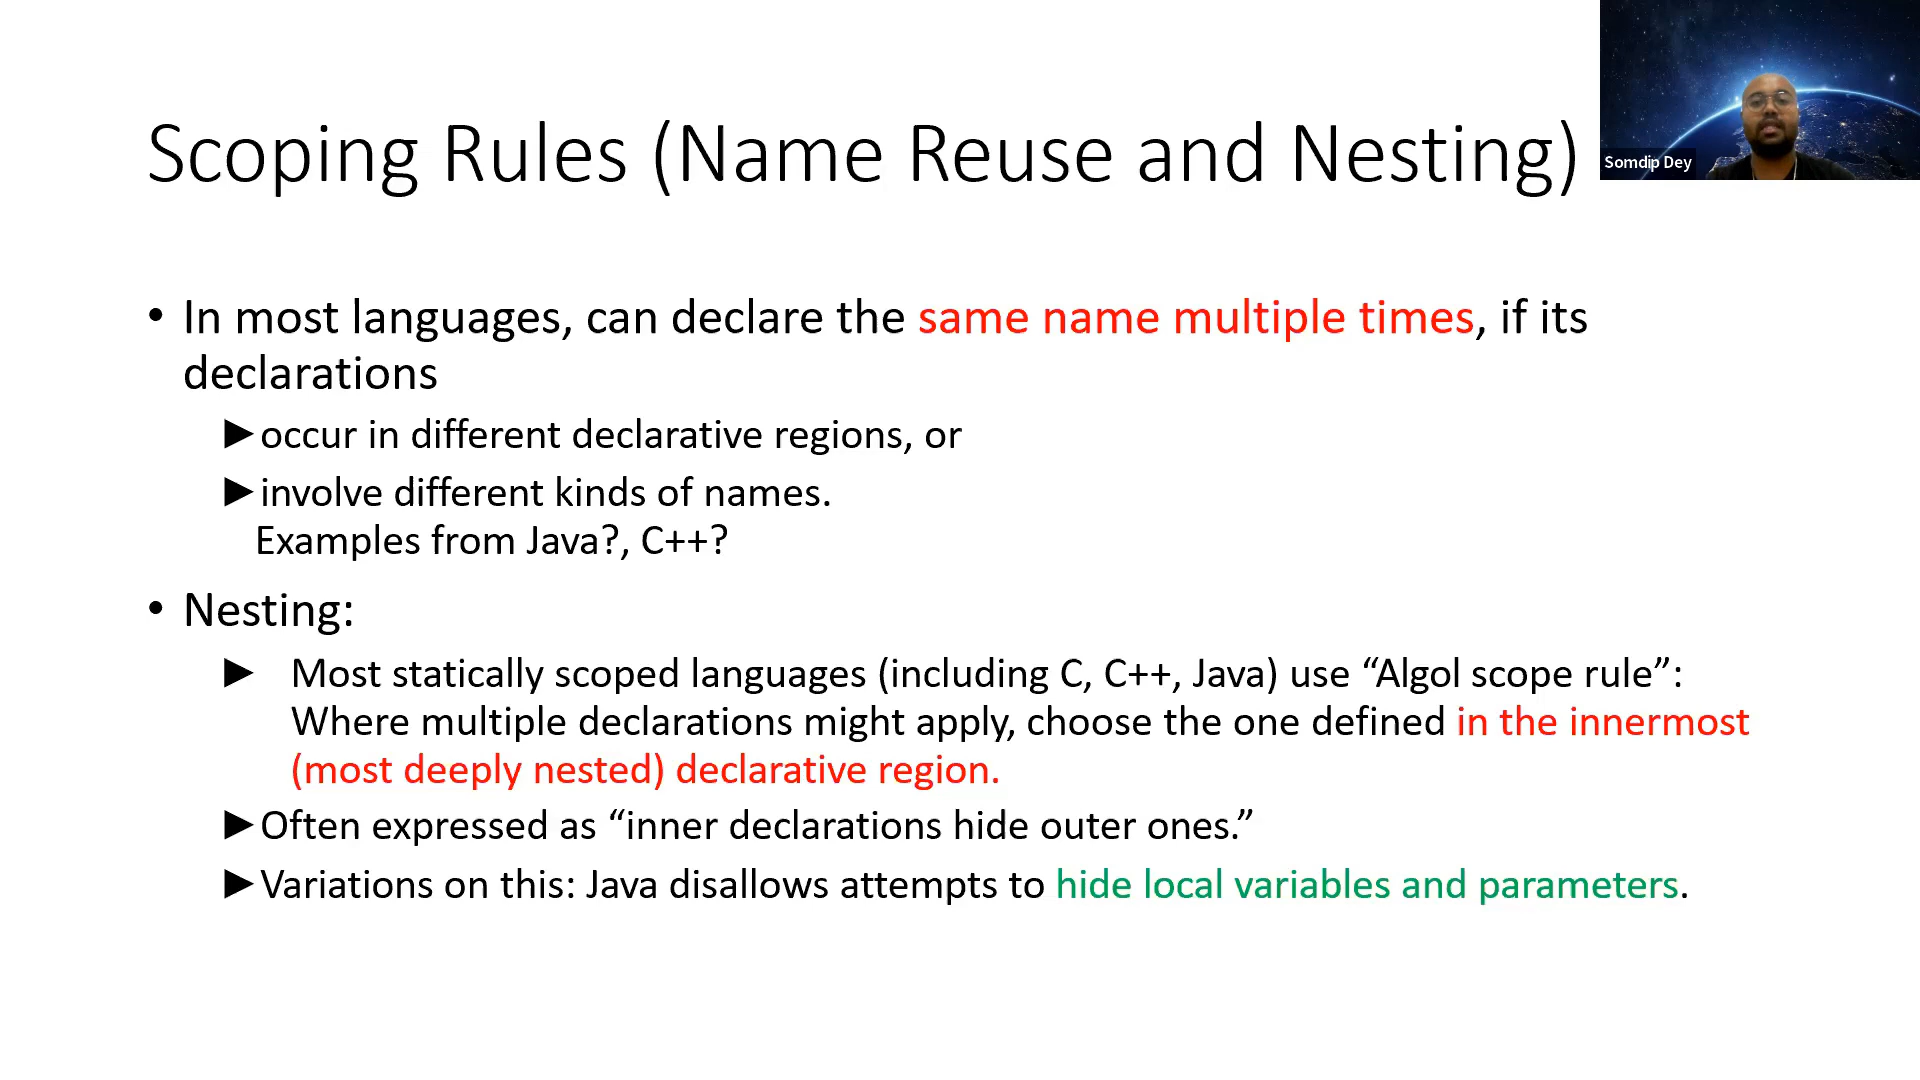 Scoping Rules (Name Reuse and Nesting)
Somdip Dey
• In most languages, can declare the same name multiple times, if its
declarations
►occur in different declarative regions, or
►involve different kinds of names.
Examples from Java?, C++?
• Nesting:
► Most statically scoped languages (including C, C++, Java) use “Algol scope rule”:
Where multiple declarations might apply, choose the one defined in the innermost
(most deeply nested) declarative region.
►Often expressed as “inner declarations hide outer ones.”
►Variations on this: Java disallows attempts to hide local variables and parameters.